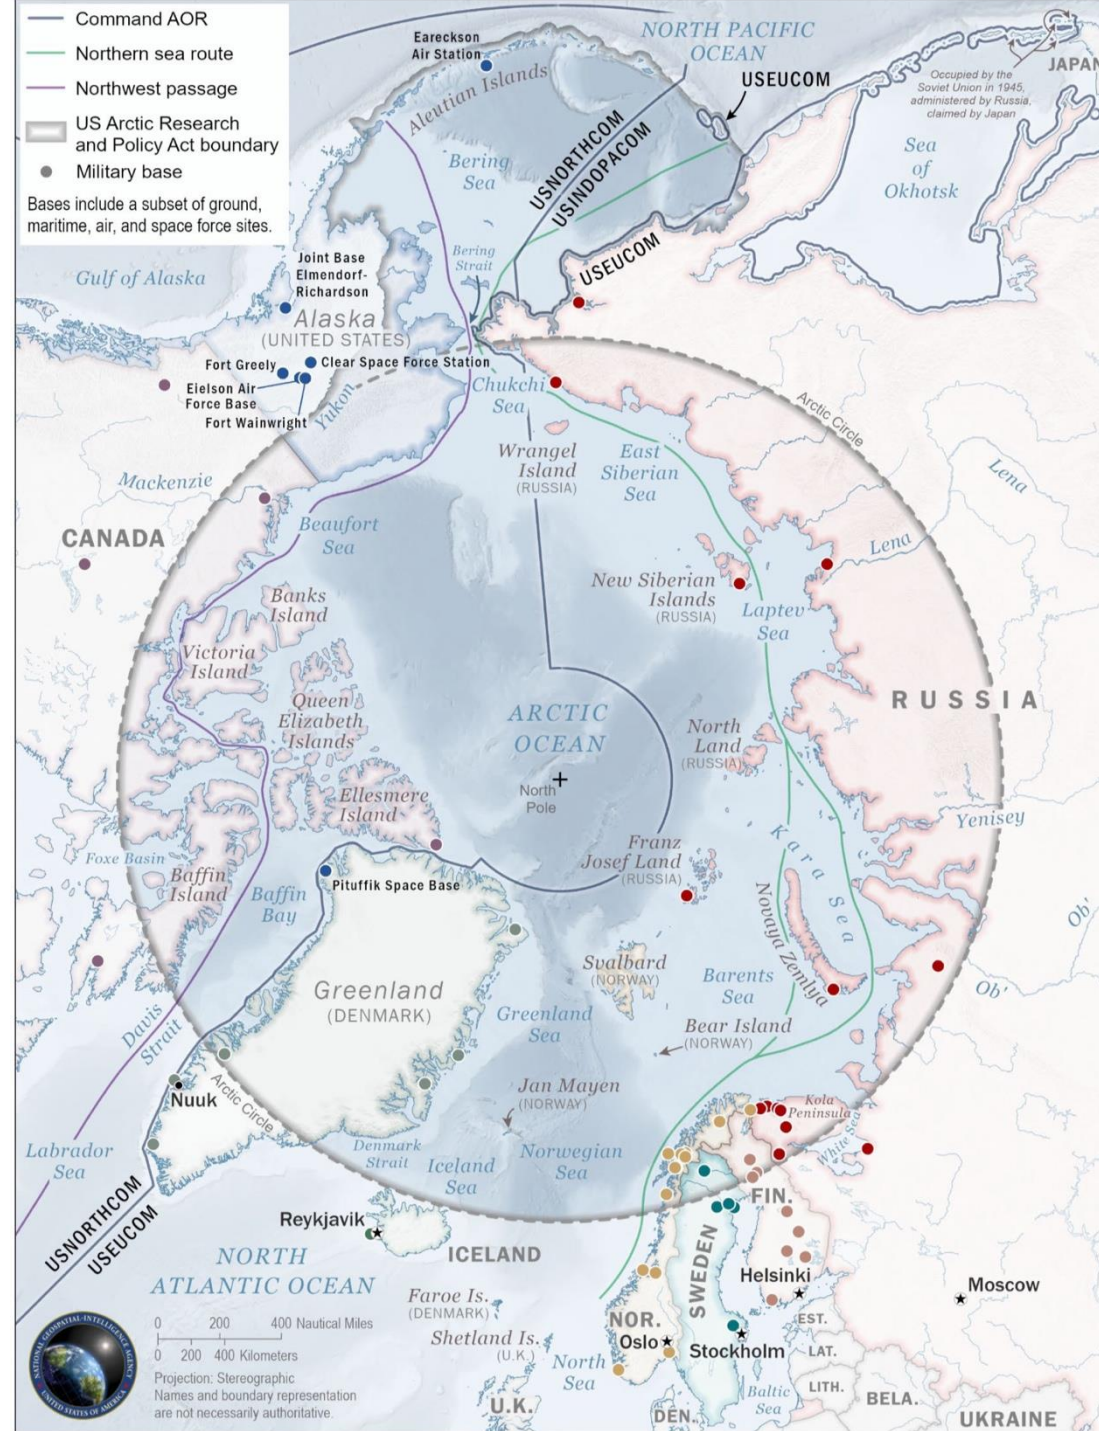 Command AOR
Northern sea route
Northwest passage
US Arctic Research
and Policy Act boundary
Military base
Bases include a subset of ground,
maritime, air, and space force sites.
Eareckson
Air Station
Aleutian Islands
NORTH PACIFIC
OCEAN
USEUCOM
Occupied by the
Soviet Union in 1945,
administered by Russia,
claimed by Japan
JAPAN
Sea
of
Okhotsk
USNORTHCOM
USINDOPACOM
Bering
Sea
Bering
Strait
USEUCOM
Gulf of Alaska
Joint Base
Elmendorf-
Richardson
Alaska
(UNITED STATES)
Fort Greely
Clear Space Force Station
Eielson Air
Force Base
Fort Wainwright
Yukon
Chukchi
Sea
Arctic Circle
Wrangel
Island
(RUSSIA)
East
Siberian
Sea
Lena
Mackenzie
CANADA
Beaufort
Sea
Lena
New Siberian
Islands
(RUSSIA)
Laptev
Sea
Banks
Island
Victoria
Island
Queen
Elizabeth
Islands
RUSSIA
ARCTIC
OCEAN
North
Land
(RUSSIA)
North
Pole
Ellesmere
Island
Yenisey
Foxe Basin
Baffin
Island
Baffin
Bay
Pituffik Space Base
Franz
Josef Land
(RUSSIA)
Kara Sea
Novaya Zemlya
Ob'
Ob'
Greenland
(DENMARK)
Svalbard
(NORWAY)
Barents
Sea
Greenland
Sea
Bear Island
(NORWAY)
Davis
Strait
Jan Mayen
(NORWAY)
Nuuk
Arctic Circle
Kola
Peninsula
White Sea
Labrador
Sea
Denmark
Strait
Iceland
Sea
Norwegian
Sea
USNORTHCOM
USEUCOM
FIN.
Reykjavik
ICELAND
SWEDEN
NORTH
ATLANTIC OCEAN
Helsinki
Moscow
Faroe Is.
(DENMARK)
NOR.
Oslo
EST.
Shetland Is.
(U.K.)
Stockholm
LAT.
North
Sea
Baltic
Sea
LITH.
BELA.
U.K.
DEN.
UKRAINE
NATIONAL GEOSPATIAL-INTELLIGENCE AGENCY
UNITED STATES OF AMERICA
0 200 400 Nautical Miles
0 200 400 Kilometers
Projection: Stereographic
Names and boundary representation
are not necessarily authoritative.